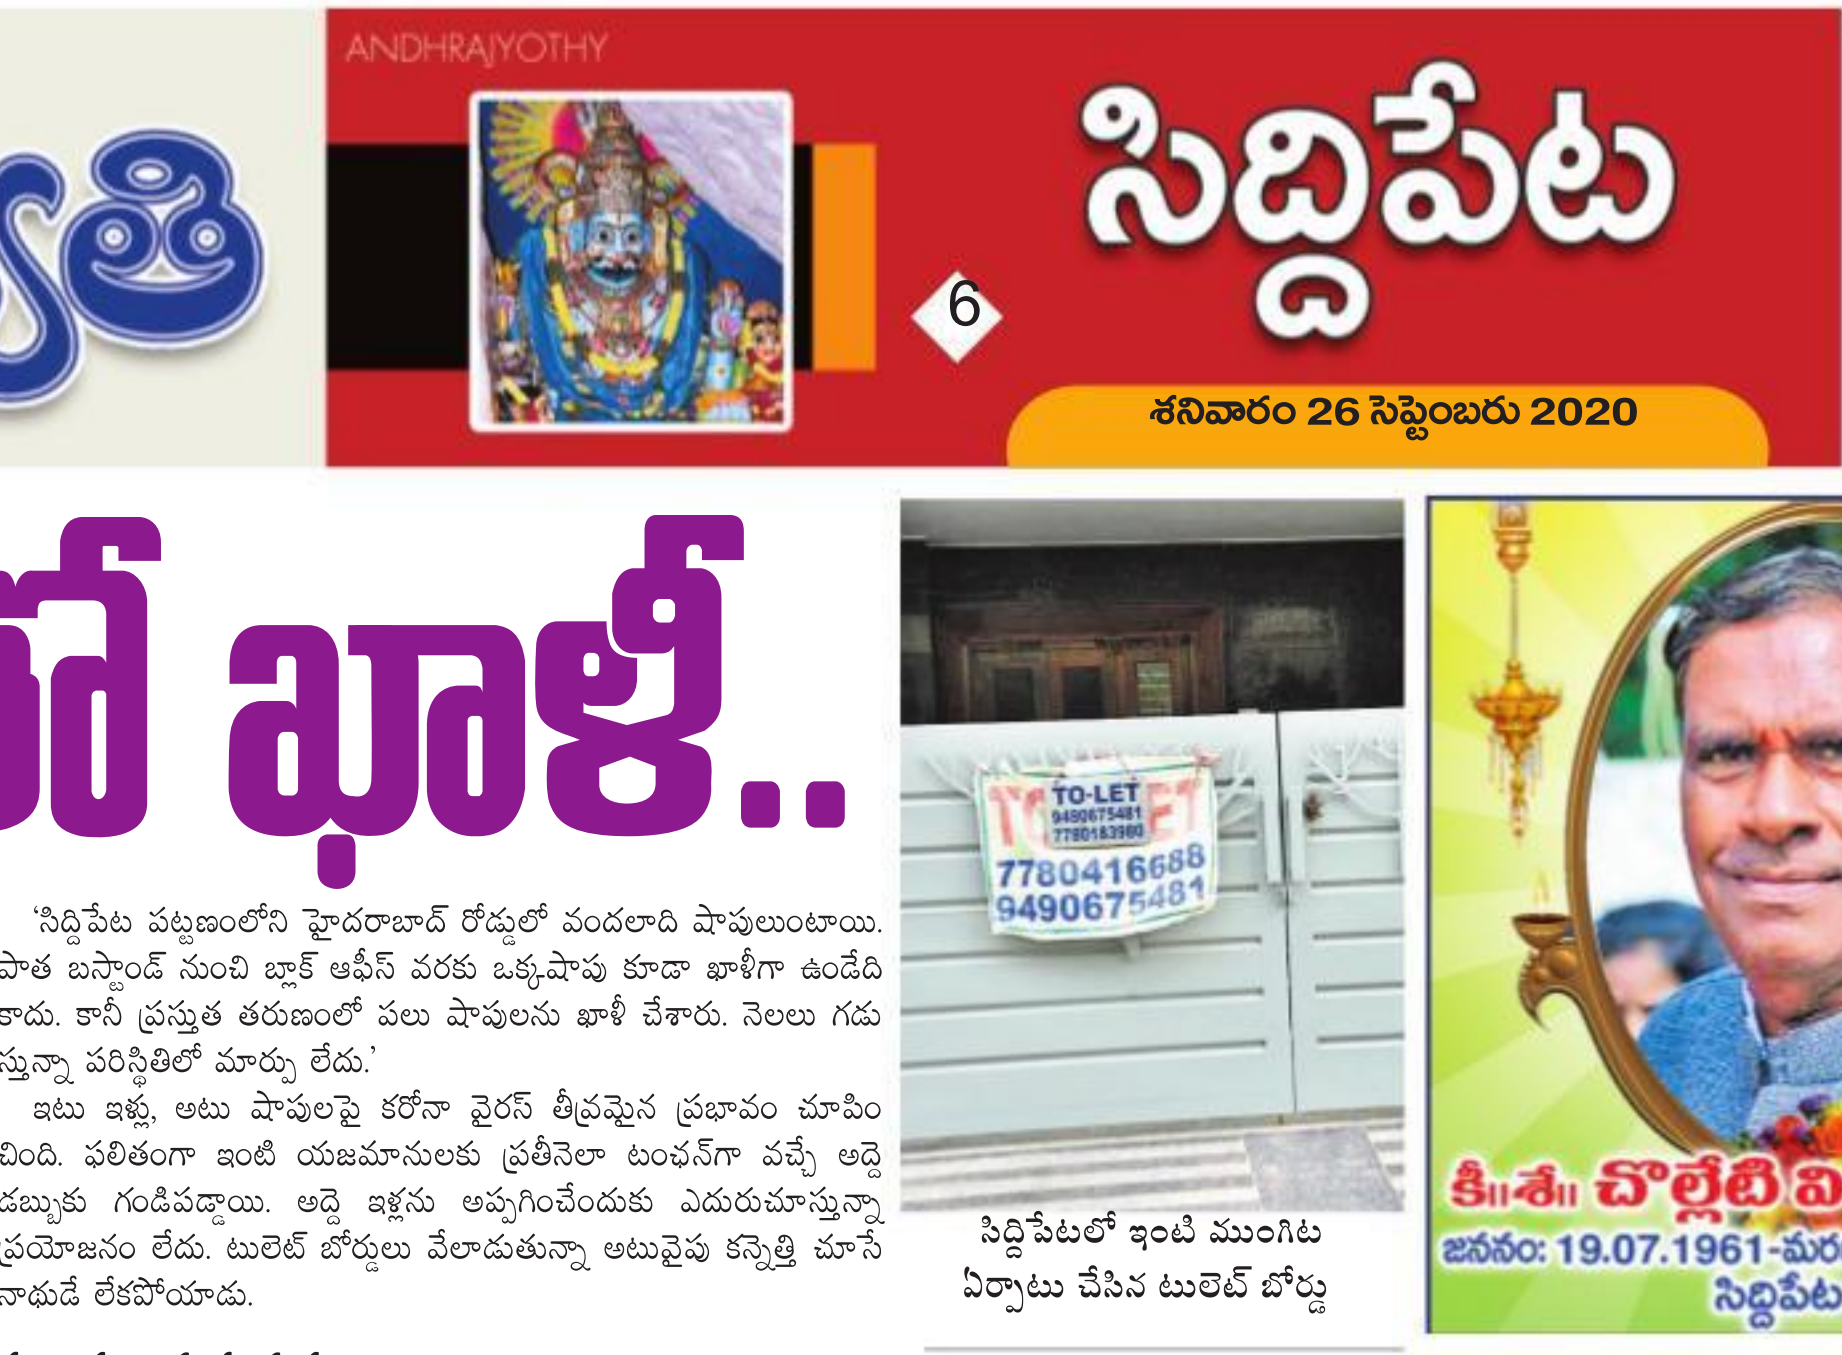 ANDHRAJYOTHY
సిద్దిపేట
6
శనివారం 26 సెప్టెంబరు 2020
ఖాళీ..
‘సిద్దిపేట పట్టణంలోని హైదరాబాద్ రోడ్డులో వందలాది షాపులుంటాయి.
పాత బస్టాండ్ నుంచి బ్లాక్ ఆఫీస్ వరకు ఒక్కషాపు కూడా ఖాళీగా ఉండేది
కాదు. కానీ ప్రస్తుత తరుణంలో పలు షాపులను ఖాళీ చేశారు. నెలలు గడు
స్తున్నా పరిస్థితిలో మార్పు లేదు.’
ఇటు ఇళ్లు, అటు షాపులపై కరోనా వైరస్ తీవ్రమైన ప్రభావం చూపిం
చింది. ఫలితంగా ఇంటి యజమానులకు ప్రతీనెలా టంఛన్‌గా వచ్చే అద్దె
డబ్బుకు గండిపడ్డాయి. అద్దె ఇళ్లను అప్పగించేందుకు ఎదురుచూస్తున్నా
ప్రయోజనం లేదు. టులెట్ బోర్డులు వేలాడుతున్నా అటువైపు కన్నెత్తి చూసే
నాథుడే లేకపోయాడు.
TO-LET
9490675481
7780183980
7780416688
9490675481
సిద్దిపేటలో ఇంటి ముంగిట
ఏర్పాటు చేసిన టులెట్ బోర్డు
కీ॥శే॥ చొల్లేటి
జననం: 19.07.1961-మర
సిద్దిపేట